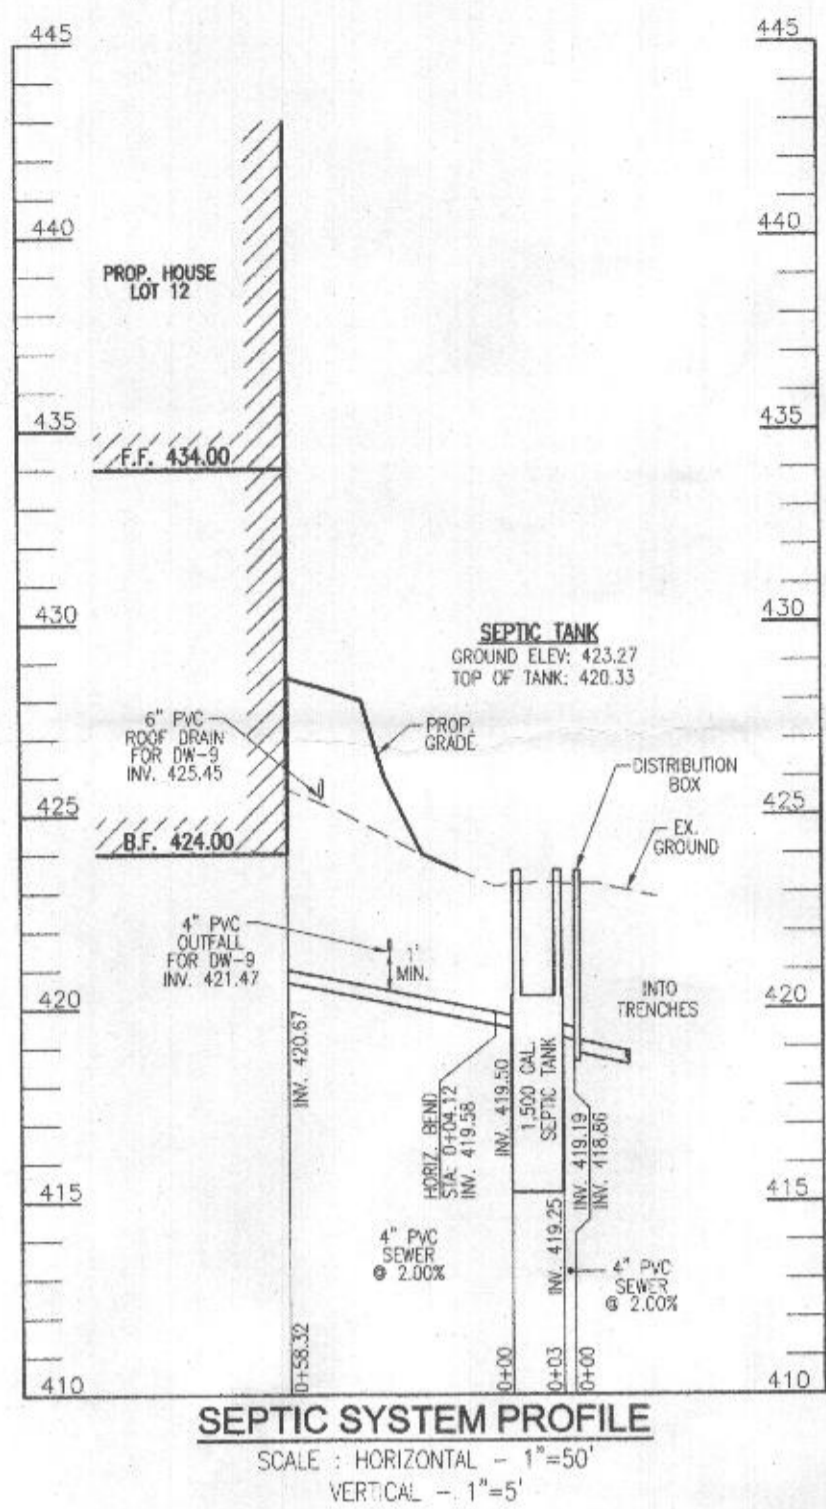 445
445
440
440
PROP. HOUSE
LOT 12
435
435
F.F. 434.00
430
430
SEPTIC TANK
GROUND ELEV: 423.27
TOP OF TANK: 420.33
6" PVC
ROOF DRAIN
FOR DW-9
INV. 425.45
PROP.
GRADE
DISTRIBUTION
BOX
425
425
EX.
GROUND
B.F. 424.00
4" PVC
OUTFALL
FOR DW-9
INV. 421.47
1'
MIN.
INTO
TRENCHES
420
420
INV. 420.67
HORIZ. BEND
STA: 0+04.12
INV. 419.58
INV. 419.50
1,500 GAL.
SEPTIC TANK
INV. 419.25
INV. 419.19
INV. 418.86
415
415
4" PVC
SEWER
@ 2.00%
4" PVC
SEWER
@ 2.00%
0+58.32
0+00
0+03
0+00
410
410
SEPTIC SYSTEM PROFILE
SCALE : HORIZONTAL - 1"=50'
VERTICAL - 1"=5'